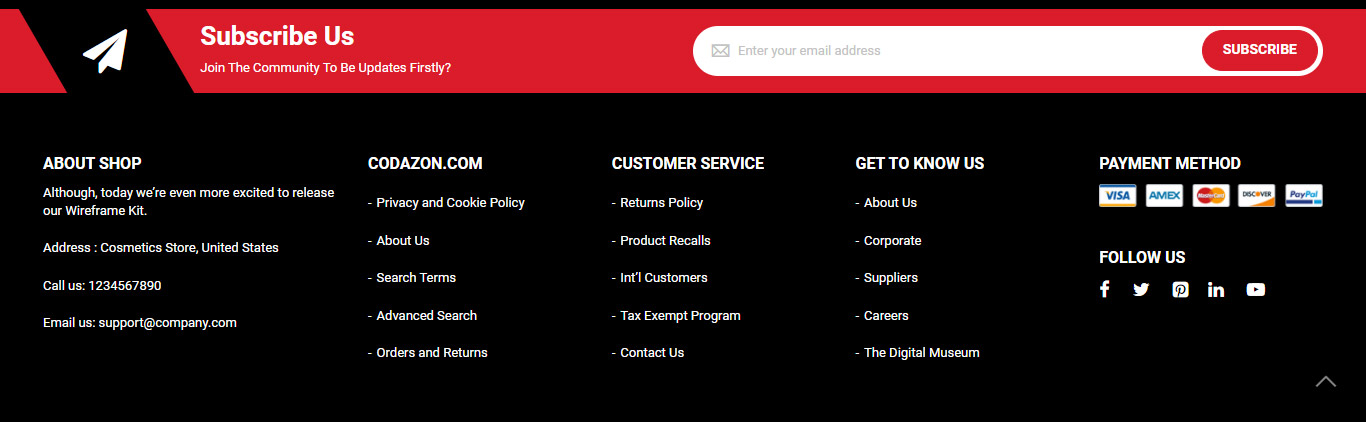 Subscribe Us
Join The Community To Be Updates Firstly?
Enter your email address
SUBSCRIBE
ABOUT SHOP
Although, today we’re even more excited to release
our Wireframe Kit.
Address : Cosmetics Store, United States
Call us: 1234567890
Email us: support@company.com
CODAZON.COM
- Privacy and Cookie Policy
- About Us
- Search Terms
- Advanced Search
- Orders and Returns
CUSTOMER SERVICE
- Returns Policy
- Product Recalls
- Int’l Customers
- Tax Exempt Program
- Contact Us
GET TO KNOW US
- About Us
- Corporate
- Suppliers
- Careers
- The Digital Museum
PAYMENT METHOD
VISA
AMEX
MasterCard
DISCOVER
PayPal
FOLLOW US